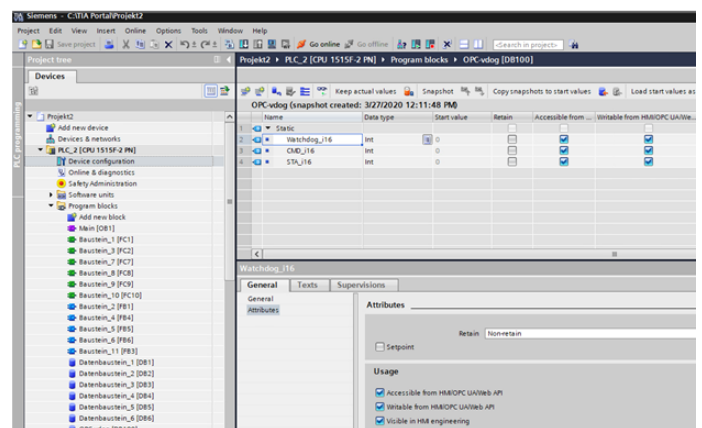 Siemens - C:\TIA Portal\Projekt2
Project Edit View Insert Online Options Tools Window Help
Save project Go online Go offline <Search in project>
Project tree
Projekt2 ▸ PLC_2 [CPU 1515F-2 PN] ▸ Program blocks ▸ OPC-vdog [DB100]
Devices
Keep actual values Snapshot Copy snapshots to start values Load start values as
OPC-vdog (snapshot created: 3/27/2020 12:11:48 PM)
Name Data type Start value Retain Accessible from ... Writable from HMI/OPC UA/We...
1 Static
2 Watchdog_i16 Int 0
3 CMD_i16 Int 0
4 STA_i16 Int 0
PLC programming
Projekt2
Add new device
Devices & networks
PLC_2 [CPU 1515F-2 PN]
Device configuration
Online & diagnostics
Safety Administration
Software units
Program blocks
Add new block
Main [OB1]
Baustein_1 [FC1]
Baustein_3 [FC2]
Baustein_7 [FC7]
Baustein_8 [FC8]
Baustein_9 [FC9]
Baustein_10 [FC10]
Baustein_2 [FB1]
Baustein_4 [FB4]
Baustein_5 [FB5]
Baustein_6 [FB6]
Baustein_11 [FB3]
Datenbaustein_1 [DB1]
Datenbaustein_2 [DB2]
Datenbaustein_3 [DB3]
Datenbaustein_4 [DB4]
Datenbaustein_5 [DB5]
Datenbaustein_6 [DB6]
Watchdog_i16
General Texts Supervisions
General
Attributes
Attributes
Retain Non-retain
Setpoint
Usage
Accessible from HMI/OPC UA/Web API
Writable from HMI/OPC UA/Web API
Visible in HMI engineering